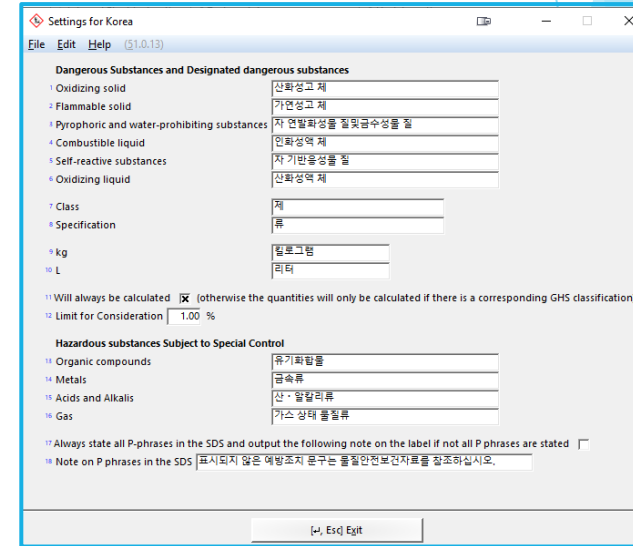 Settings for Korea
File Edit Help (51.0.13)
Dangerous Substances and Designated dangerous substances
1 Oxidizing solid 산화성고 체
2 Flammable solid 가연성고 체
3 Pyrophoric and water-prohibiting substances 자 연발화성물 질및금수성물 질
4 Combustible liquid 인화성액 체
5 Self-reactive substances 자 기반응성물 질
6 Oxidizing liquid 산화성액 체
7 Class 제
8 Specification 류
9 kg 킬로그램
10 L 리터
11 Will always be calculated x (otherwise the quantities will only be calculated if there is a corresponding GHS classification)
12 Limit for Consideration 1.00 %
Hazardous substances Subject to Special Control
13 Organic compounds 유기화합물
14 Metals 금속류
15 Acids and Alkalis 산・알칼리류
16 Gas 가스 상태 물질류
17 Always state all P-phrases in the SDS and output the following note on the label if not all P phrases are stated
18 Note on P phrases in the SDS 표시되지 않은 예방조치 문구는 물질안전보건자료를 참조하십시오.
[↵, Esc] Exit